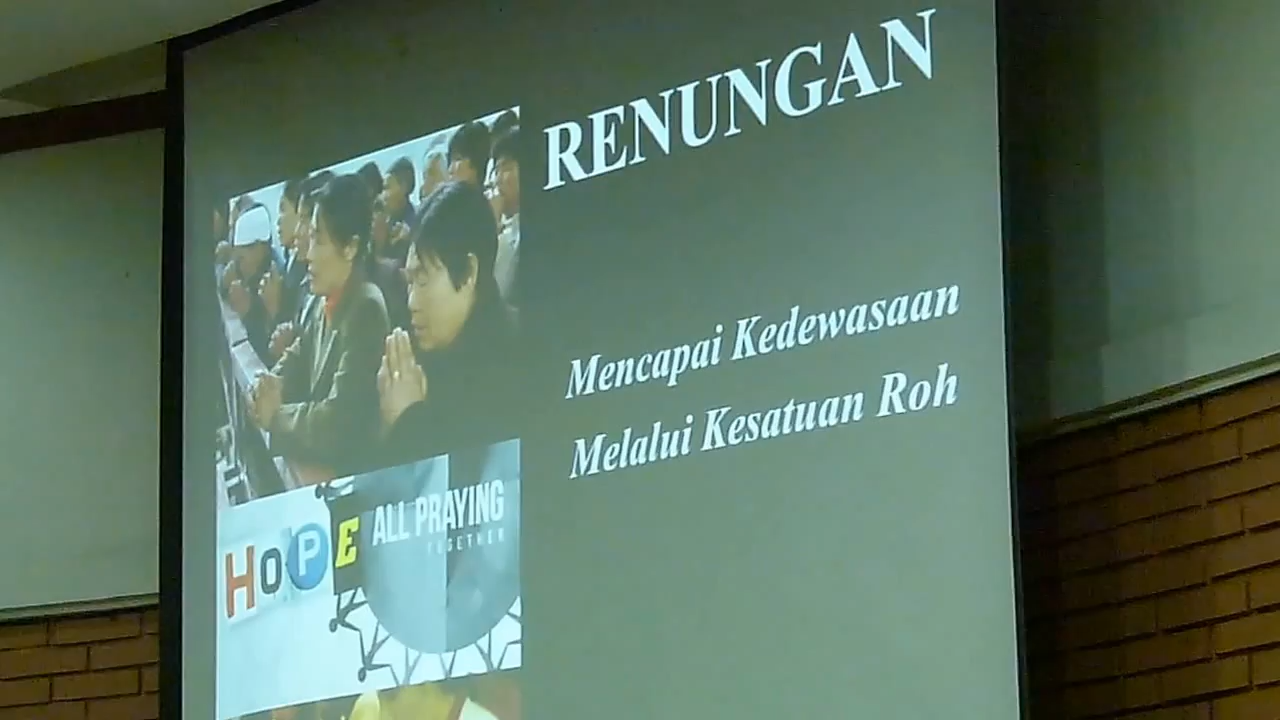 RENUNGAN
Mencapai Kedewasaan
Melalui Kesatuan Roh
HOPE
ALL PRAYING
TOGETHER